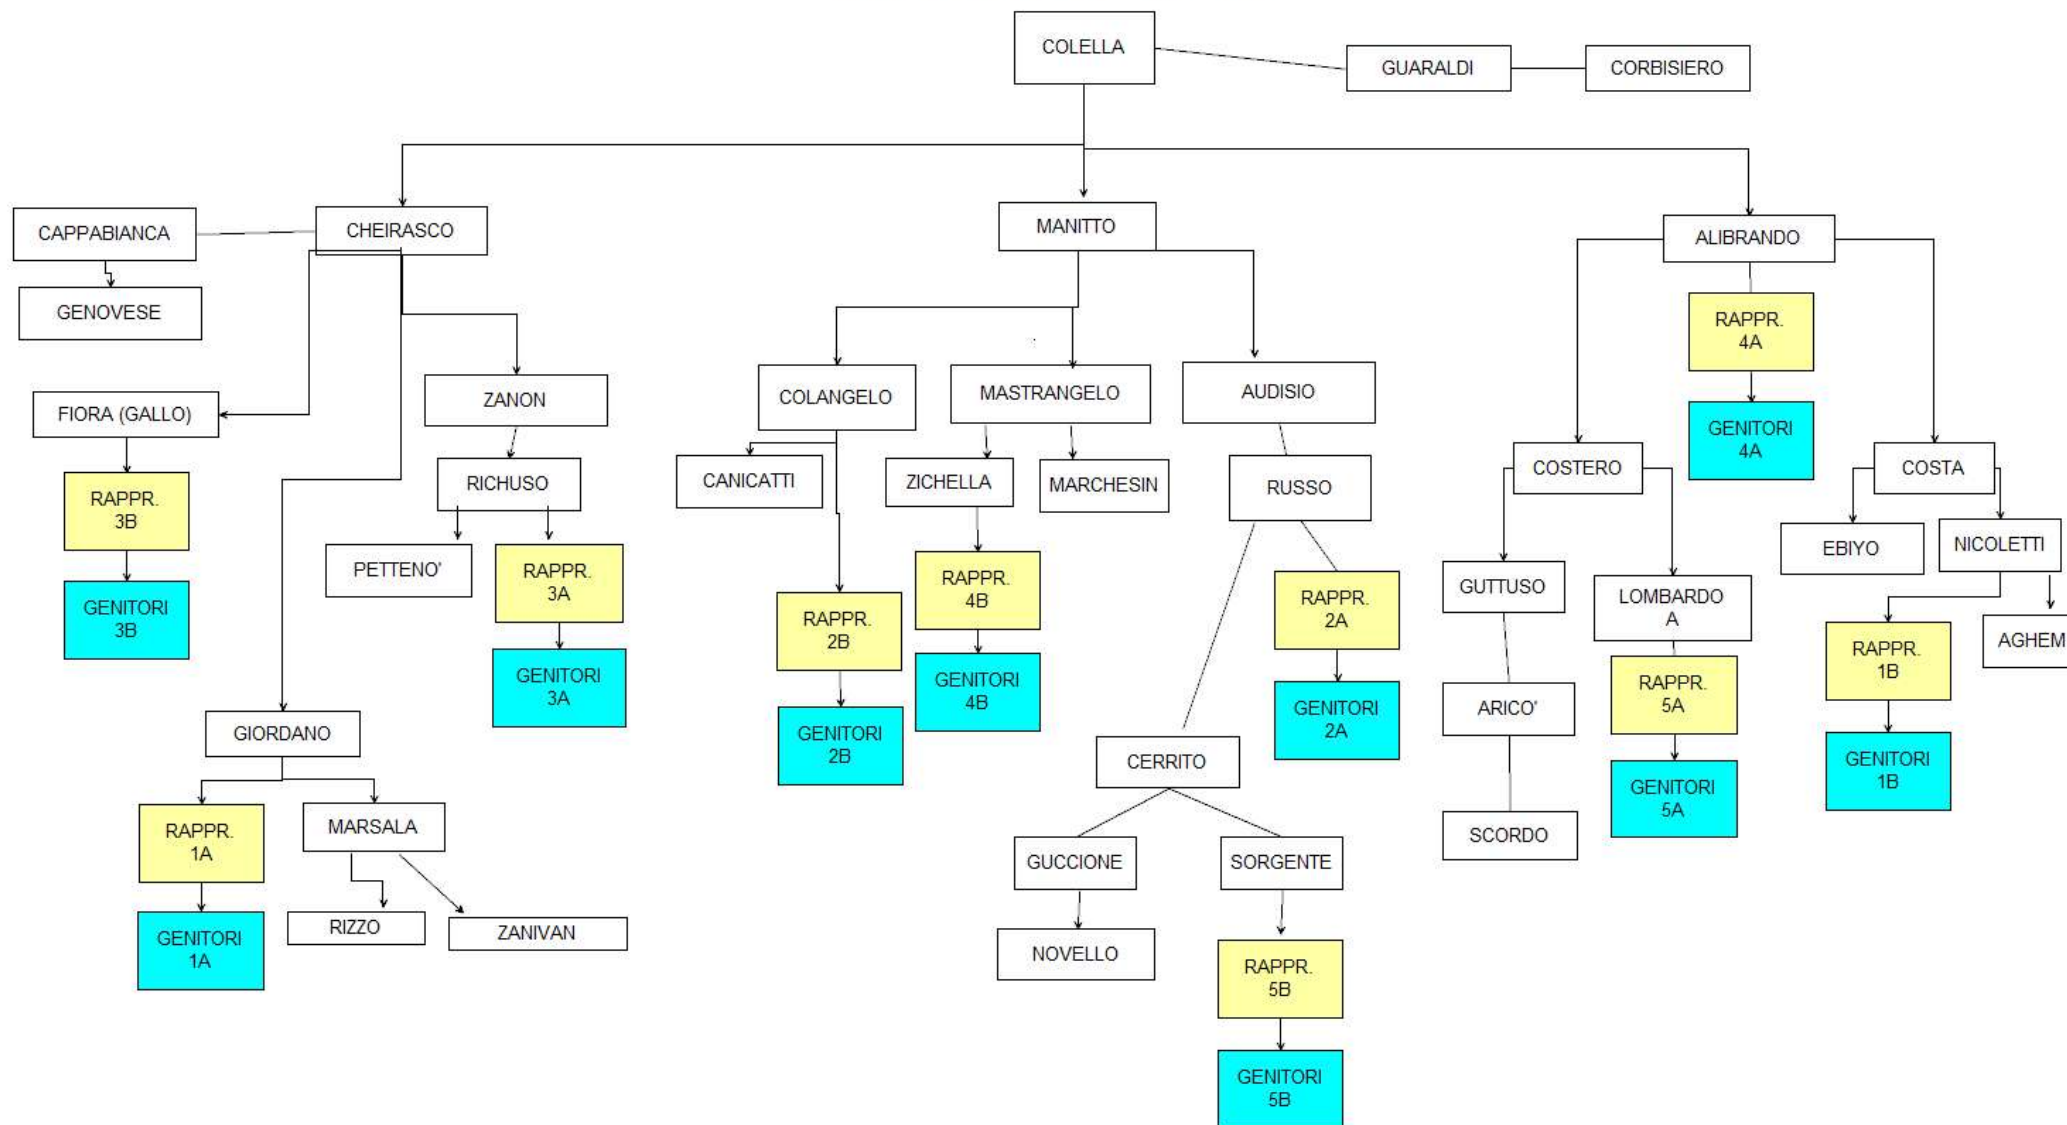 COLELLA
GUARALDI
CORBISIERO
CAPPABIANCA
CHEIRASCO
MANITTO
ALIBRANDO
GENOVESE
RAPPR.
4A
GENITORI
4A
FIORA (GALLO)
ZANON
COLANGELO
MASTRANGELO
AUDISIO
COSTERO
COSTA
RAPPR.
3B
RICHUSO
CANICATTI
ZICHELLA
MARCHESIN
RUSSO
GENITORI
3B
PETTENO'
RAPPR.
3A
GENITORI
3A
RAPPR.
2B
GENITORI
2B
RAPPR.
4B
GENITORI
4B
RAPPR.
2A
GENITORI
2A
GUTTUSO
LOMBARDO
A
EBIYO
NICOLETTI
RAPPR.
1B
AGHEM
GENITORI
1B
ARICO'
RAPPR.
5A
GENITORI
5A
SCORDO
GIORDANO
RAPPR.
1A
MARSALA
GENITORI
1A
RIZZO
ZANIVAN
CERRITO
GUCCIONE
SORGENTE
NOVELLO
RAPPR.
5B
GENITORI
5B